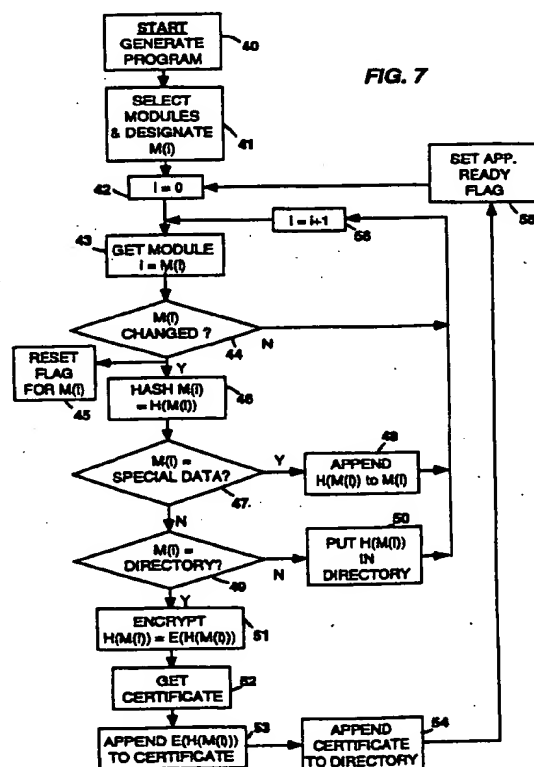 START
GENERATE
PROGRAM
40
FIG. 7
SELECT
MODULES
& DESIGNATE
M(i)
41
SET APP.
READY
FLAG
55
i = 0
42
i = i+1
56
43
GET MODULE
i = M(i)
M(i)
CHANGED ?
44
N
RESET
FLAG
FOR M(i)
45
Y
HASH M(i)
= H(M(i))
46
M(i) =
SPECIAL DATA?
47
Y
APPEND
H(M(i)) to M(i)
48
N
M(i) =
DIRECTORY?
49
N
PUT H(M(i))
IN
DIRECTORY
50
Y
ENCRYPT
H(M(i)) = E(H(M(i)))
51
GET
CERTIFICATE
52
APPEND E(H(M(i)))
TO CERTIFICATE
53
APPEND
CERTIFICATE
TO DIRECTORY
54